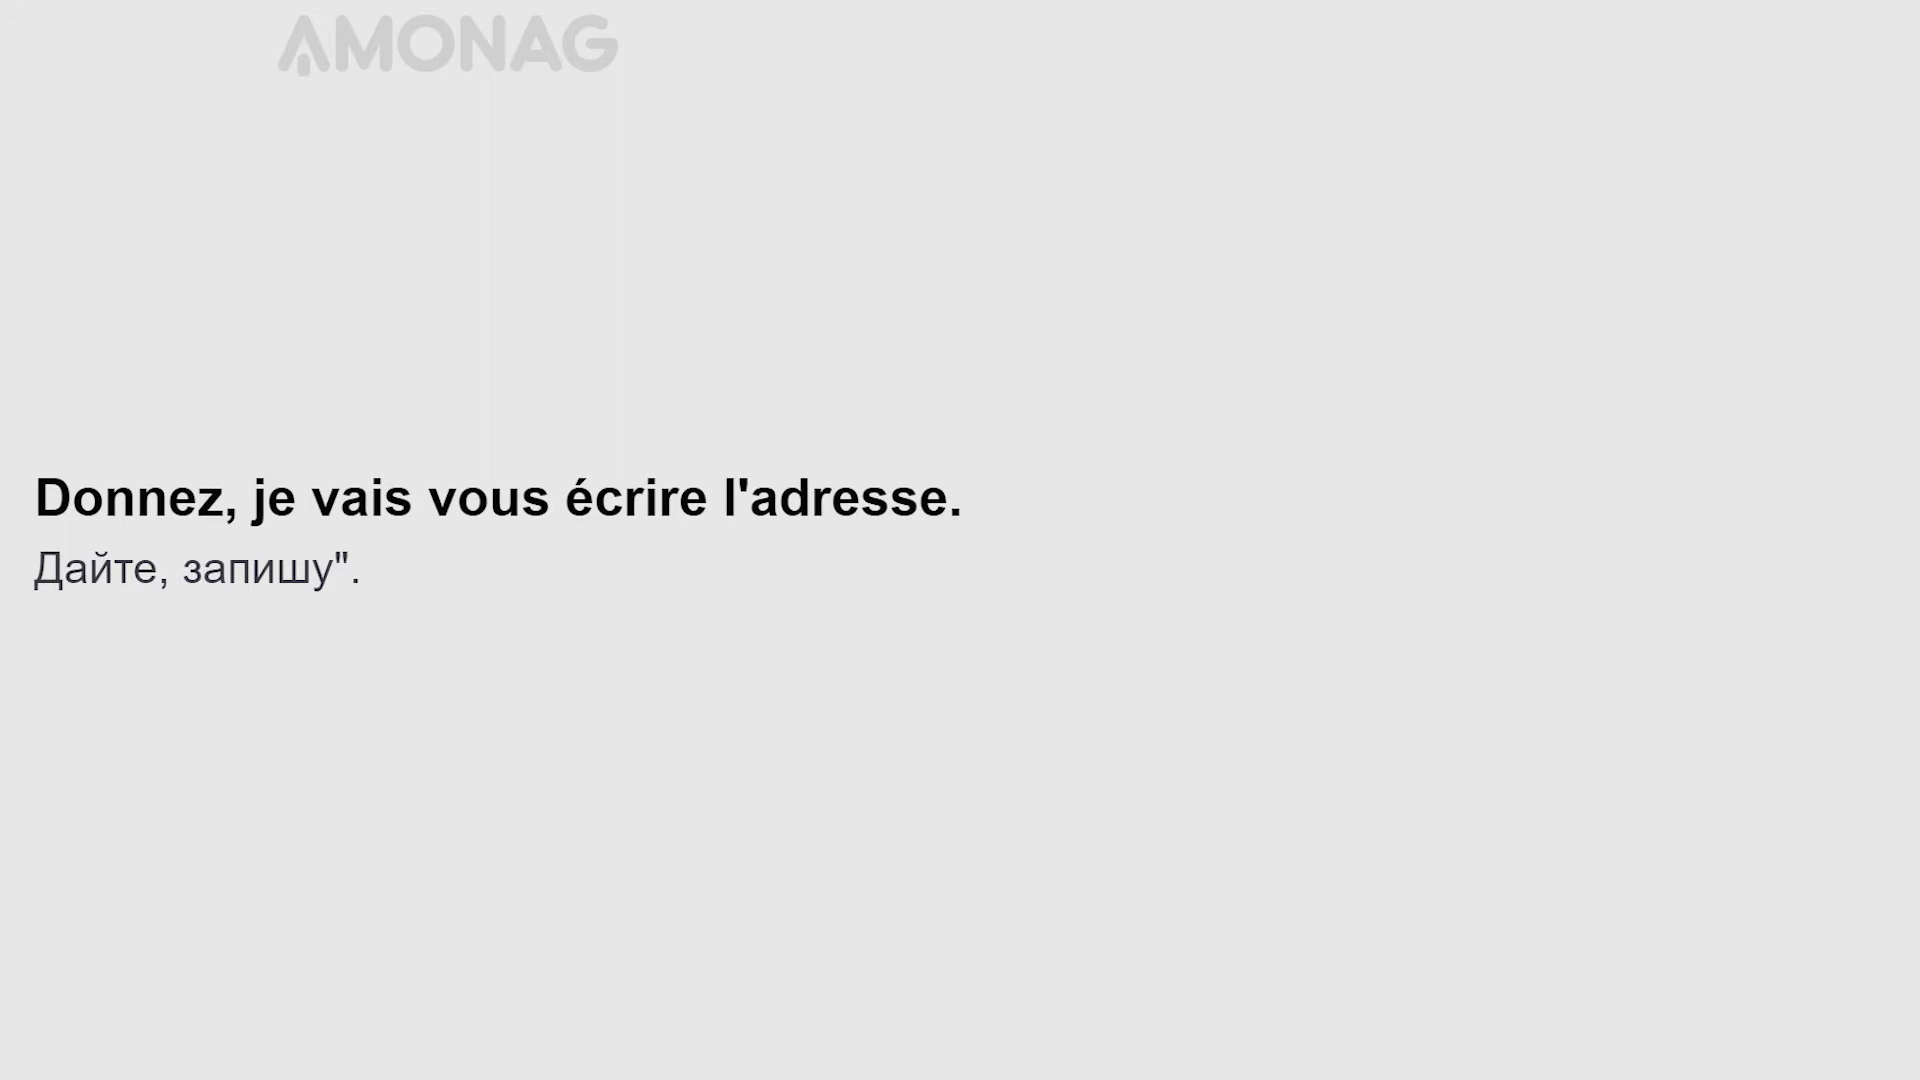 AMONAG
Donnez, je vais vous écrire l'adresse.
Дайте, запишу".